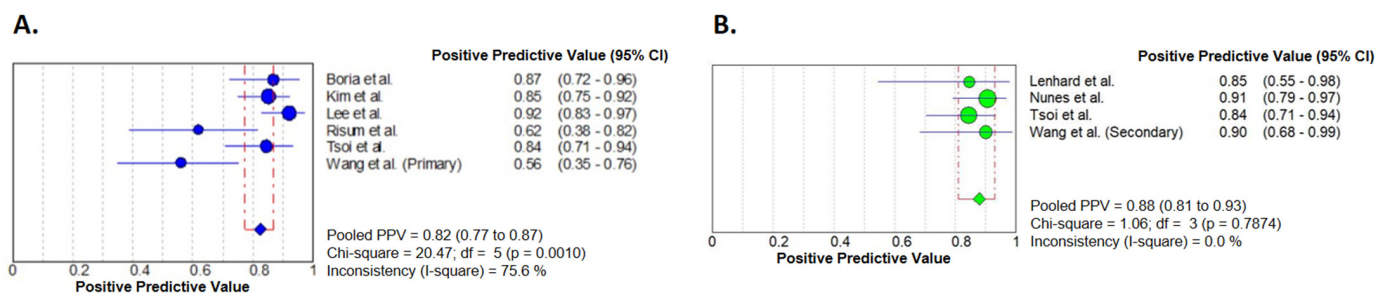 A.
Positive Predictive Value (95% CI)
Boria et al. 0.87 (0.72 - 0.96)
Kim et al. 0.85 (0.75 - 0.92)
Lee et al. 0.92 (0.83 - 0.97)
Risum et al. 0.62 (0.38 - 0.82)
Tsoi et al. 0.84 (0.71 - 0.94)
Wang et al. (Primary) 0.56 (0.35 - 0.76)
Pooled PPV = 0.82 (0.77 to 0.87)
Chi-square = 20.47; df = 5 (p = 0.0010)
Inconsistency (I-square) = 75.6 %
0 0.2 0.4 0.6 0.8 1
Positive Predictive Value
B.
Positive Predictive Value (95% CI)
Lenhard et al. 0.85 (0.55 - 0.98)
Nunes et al. 0.91 (0.79 - 0.97)
Tsoi et al. 0.84 (0.71 - 0.94)
Wang et al. (Secondary) 0.90 (0.68 - 0.99)
Pooled PPV = 0.88 (0.81 to 0.93)
Chi-square = 1.06; df = 3 (p = 0.7874)
Inconsistency (I-square) = 0.0 %
0 0.2 0.4 0.6 0.8 1
Positive Predictive Value